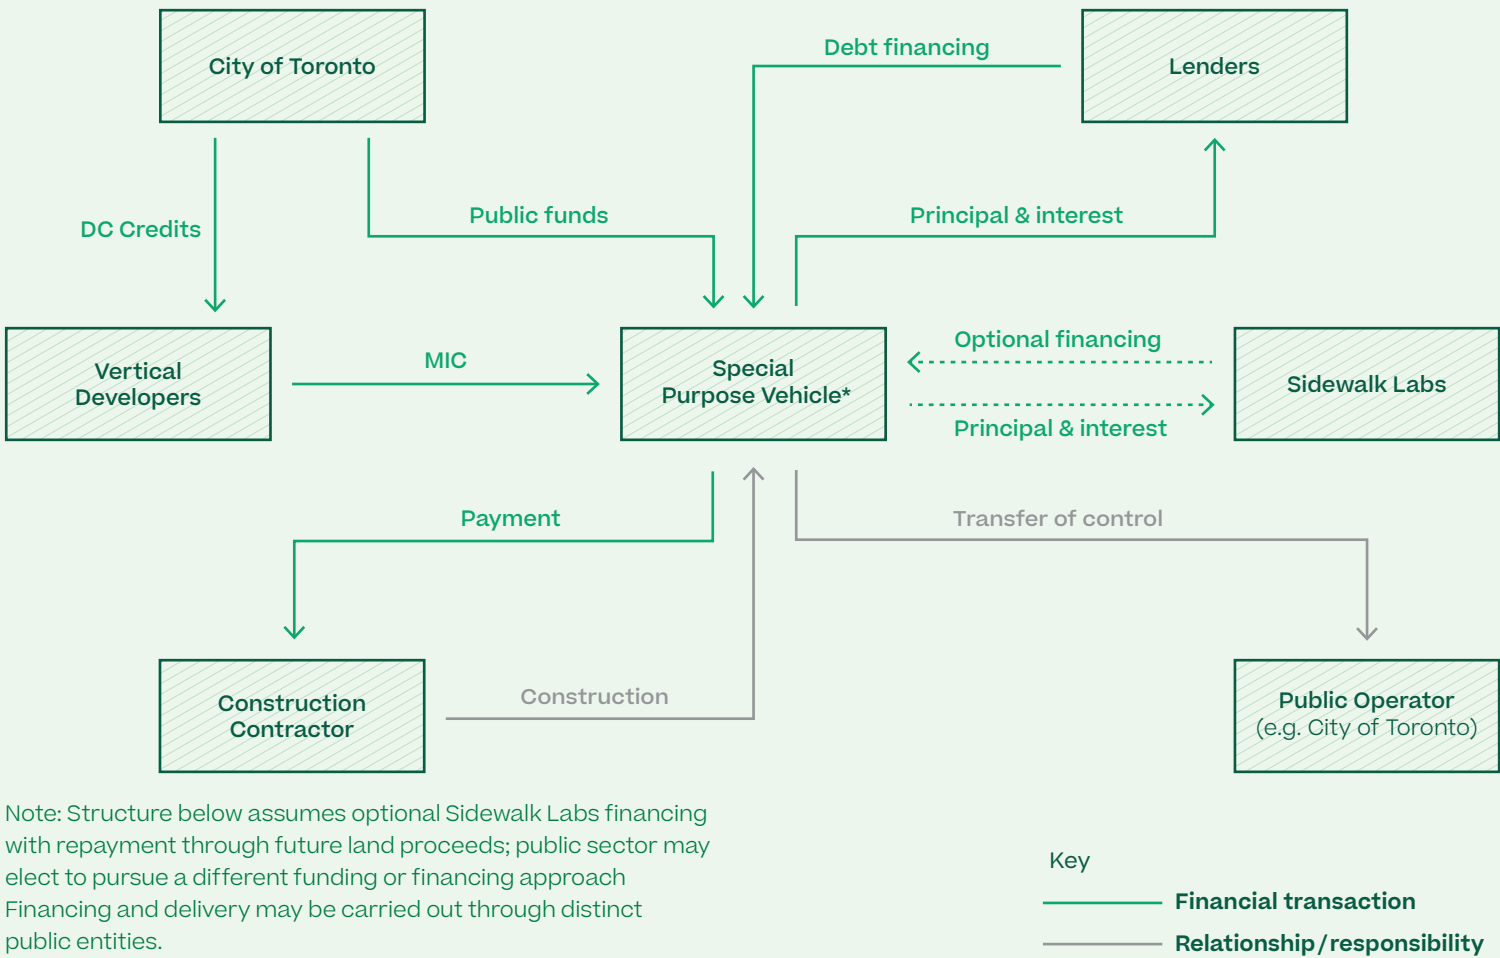 City of Toronto
Debt financing
Lenders
DC Credits
Public funds
Principal & interest
Vertical
Developers
MIC
Special
Purpose Vehicle*
Optional financing
Principal & interest
Sidewalk Labs
Payment
Transfer of control
Construction
Contractor
Construction
Public Operator
(e.g. City of Toronto)
Note: Structure below assumes optional Sidewalk Labs financing
with repayment through future land proceeds; public sector may
elect to pursue a different funding or financing approach
Financing and delivery may be carried out through distinct
public entities.
Key
Financial transaction
Relationship/responsibility